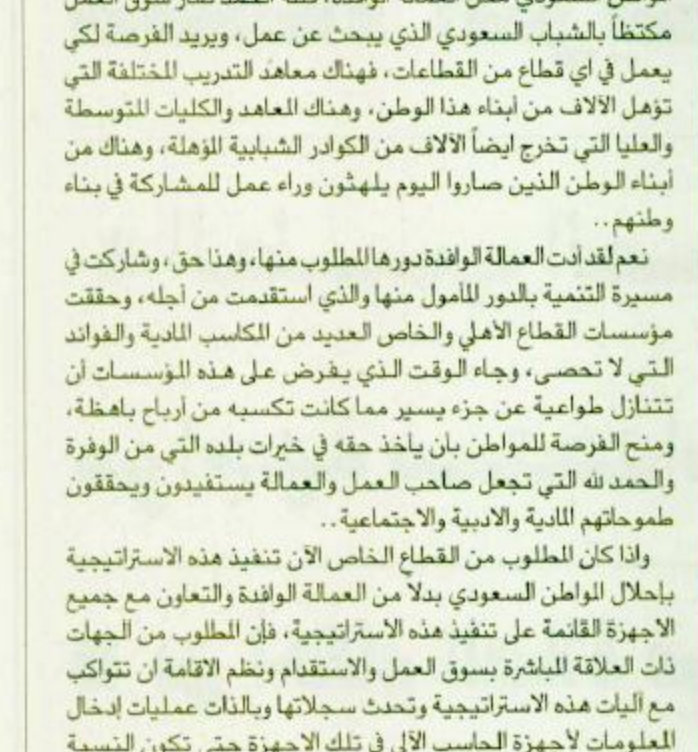 المواطن السعودي محل العمالة الوافدة، فلله الحمد صار سوق العمل
مكتظاً بالشباب السعودي الذي يبحث عن عمل، ويريد الفرصة لكي
يعمل في اي قطاع من القطاعات، فهناك معاهد التدريب المختلفة التي
تؤهل الآلاف من أبناء هذا الوطن، وهناك المعاهد والكليات المتوسطة
والعليا التي تخرج ايضاً الآلاف من الكوادر الشبابية المؤهلة، وهناك من
أبناء الوطن الذين صاروا اليوم يلهثون وراء عمل للمشاركة في بناء
وطنهم..
نعم لقد أدت العمالة الوافدة دورها المطلوب منها، وهذا حق، وشاركت في
مسيرة التنمية بالدور المأمول منها والذي استقدمت من أجله، وحققت
مؤسسات القطاع الأهلي والخاص العديد من المكاسب المادية والفوائد
التي لا تحصى، وجاء الوقت الذي يفرض على هذه المؤسسات أن
تتنازل طواعية عن جزء يسير مما كانت تكسبه من أرباح باهظة،
ومنح الفرصة للمواطن بأن يأخذ حقه في خيرات بلده التي من الوفرة
والحمد لله التي تجعل صاحب العمل والعمالة يستفيدون ويحققون
طموحاتهم المادية والادبية والاجتماعية..
واذا كان المطلوب من القطاع الخاص الآن تنفيذ هذه الاستراتيجية
بإحلال المواطن السعودي بدلاً من العمالة الوافدة والتعاون مع جميع
الاجهزة القائمة على تنفيذ هذه الاستراتيجية، فإن المطلوب من الجهات
ذات العلاقة المباشرة بسوق العمل والاستقدام ونظم الاقامة ان تتواكب
مع آليات هذه الاستراتيجية وتحدث سجلاتها وبالذات عمليات إدخال
المعلومات لأجهزة الحاسب الآلي في تلك الاجهزة حتى تكون النسبة